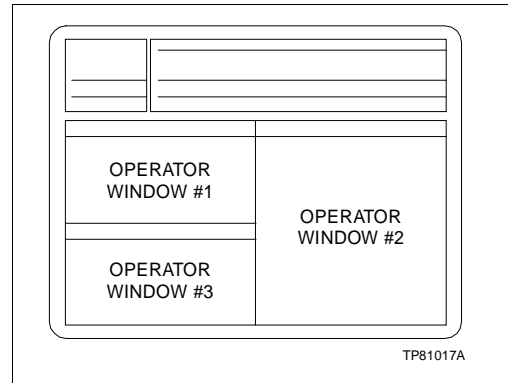 OPERATOR
WINDOW #1
OPERATOR
WINDOW #2
OPERATOR
WINDOW #3
TP81017A